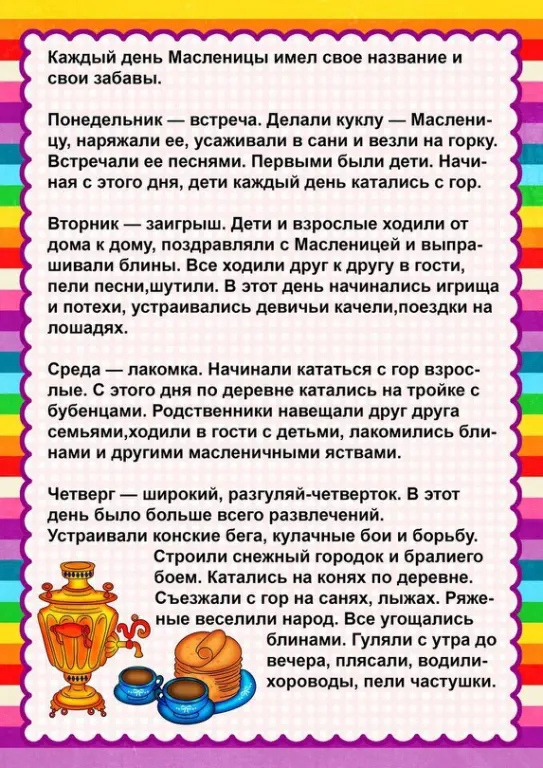 Каждый день Масленицы имел свое название и
свои забавы.
Понедельник — встреча. Делали куклу — Маслени-
цу, наряжали ее, усаживали в сани и везли на горку.
Встречали ее песнями. Первыми были дети. Начи-
ная с этого дня, дети каждый день катались с гор.
Вторник — заигрыш. Дети и взрослые ходили от
дома к дому, поздравляли с Масленицей и выпра-
шивали блины. Все ходили друг к другу в гости,
пели песни,шутили. В этот день начинались игрища
и потехи, устраивались девичьи качели,поездки на
лошадях.
Среда — лакомка. Начинали кататься с гор взрос-
лые. С этого дня по деревне катались на тройке с
бубенцами. Родственники навещали друг друга
семьями,ходили в гости с детьми, лакомились бли-
нами и другими масленичными яствами.
Четверг — широкий, разгуляй-четверток. В этот
день было больше всего развлечений.
Устраивали конские бега, кулачные бои и борьбу.
Строили снежный городок и бралиего
боем. Катались на конях по деревне.
Съезжали с гор на санях, лыжах. Ряже-
ные веселили народ. Все угощались
блинами. Гуляли с утра до
вечера, плясали, водили-
хороводы, пели частушки.